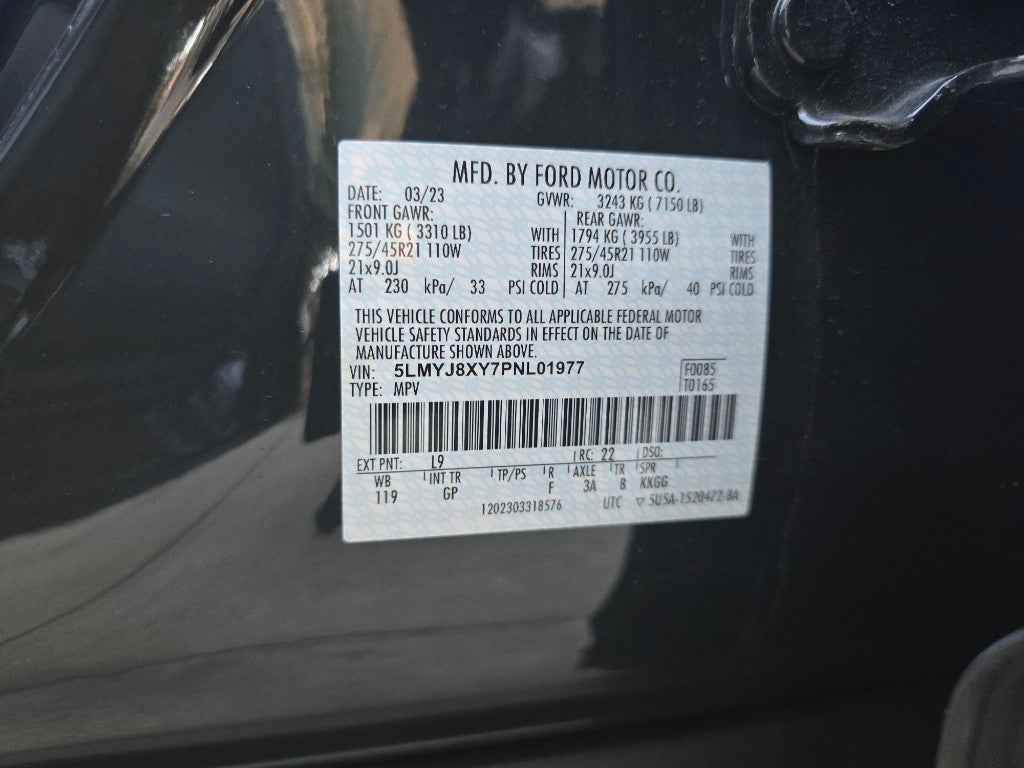 MFD. BY FORD MOTOR CO.
DATE: 03/23 GVWR: 3243 KG ( 7150 LB)
FRONT GAWR: REAR GAWR:
1501 KG ( 3310 LB) WITH 1794 KG ( 3955 LB) WITH
275/45R21 110W TIRES 275/45R21 110W TIRES
21x9.0J RIMS 21x9.0J RIMS
AT 230 kPa/ 33 PSI COLD AT 275 kPa/ 40 PSI COLD
THIS VEHICLE CONFORMS TO ALL APPLICABLE FEDERAL MOTOR
VEHICLE SAFETY STANDARDS IN EFFECT ON THE DATE OF
MANUFACTURE SHOWN ABOVE.
VIN: 5LMYJ8XY7PNL01977 F0085
TYPE: MPV T0165
EXT PNT: L9 RC: 22 DSO:
WB INT TR TP/PS R AXLE TR SPR
119 GP F 3A B KKGG
1202303318576 UTC ▽ 5U5A-1520472-BA